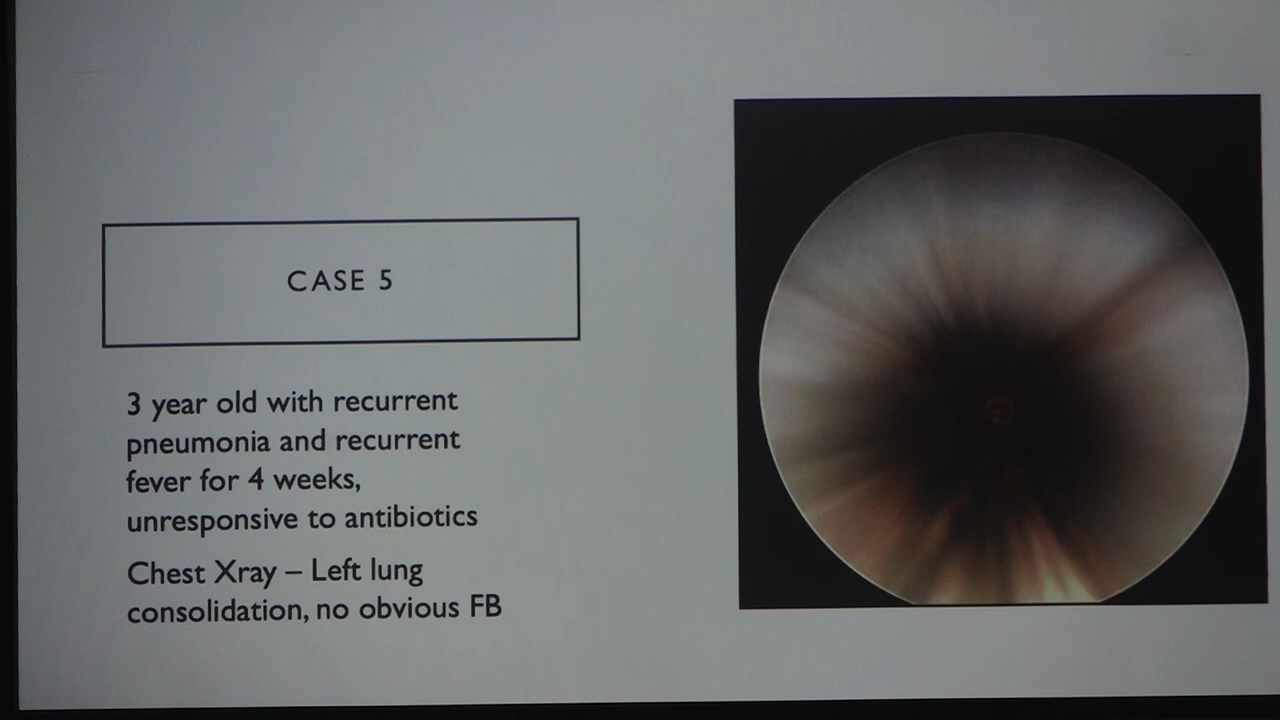 CASE 5
3 year old with recurrent
pneumonia and recurrent
fever for 4 weeks,
unresponsive to antibiotics
Chest Xray – Left lung
consolidation, no obvious FB